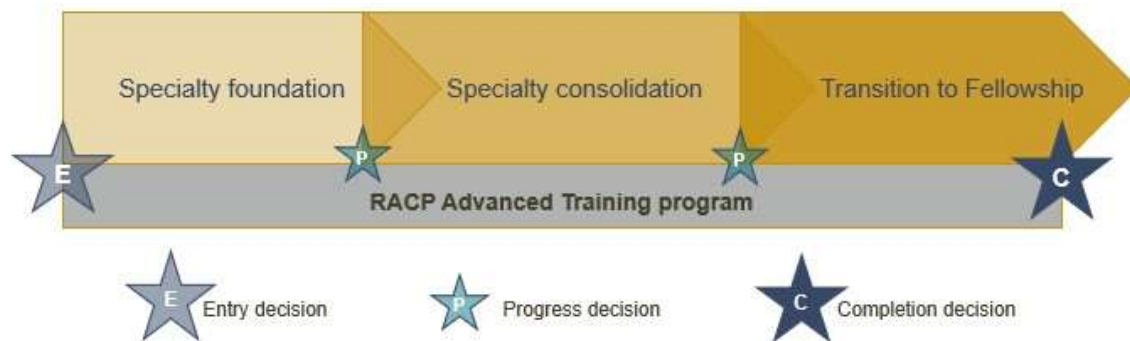 Specialty foundation
Specialty consolidation
Transition to Fellowship
E
P
P
C
RACP Advanced Training program
E
Entry decision
P
Progress decision
C
Completion decision